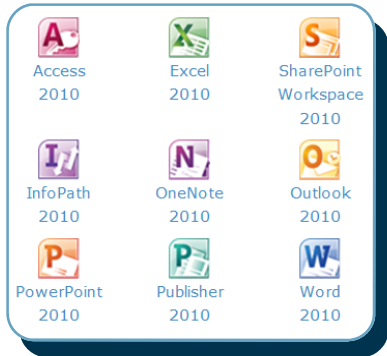 Access
2010
Excel
2010
SharePoint
Workspace
2010
InfoPath
2010
OneNote
2010
Outlook
2010
PowerPoint
2010
Publisher
2010
Word
2010